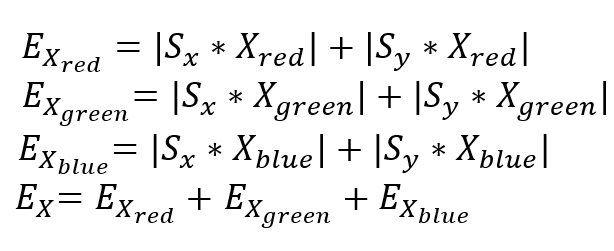 E_{X_{red}} = |S_x * X_{red}| + |S_y * X_{red}|
E_{X_{green}} = |S_x * X_{green}| + |S_y * X_{green}|
E_{X_{blue}} = |S_x * X_{blue}| + |S_y * X_{blue}|
E_X = E_{X_{red}} + E_{X_{green}} + E_{X_{blue}}